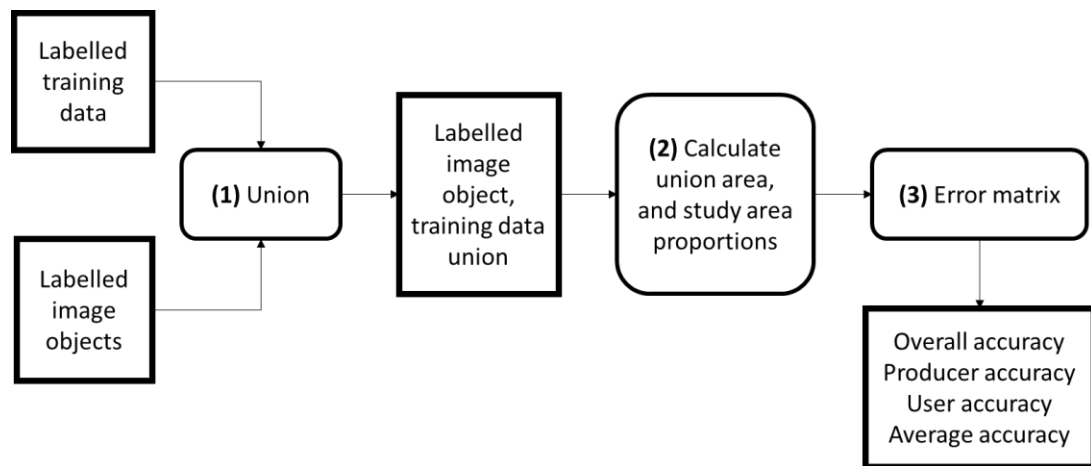 Labelled
training
data
Labelled
image
objects
(1) Union
Labelled
image
object,
training data
union
(2) Calculate
union area,
and study area
proportions
(3) Error matrix
Overall accuracy
Producer accuracy
User accuracy
Average accuracy